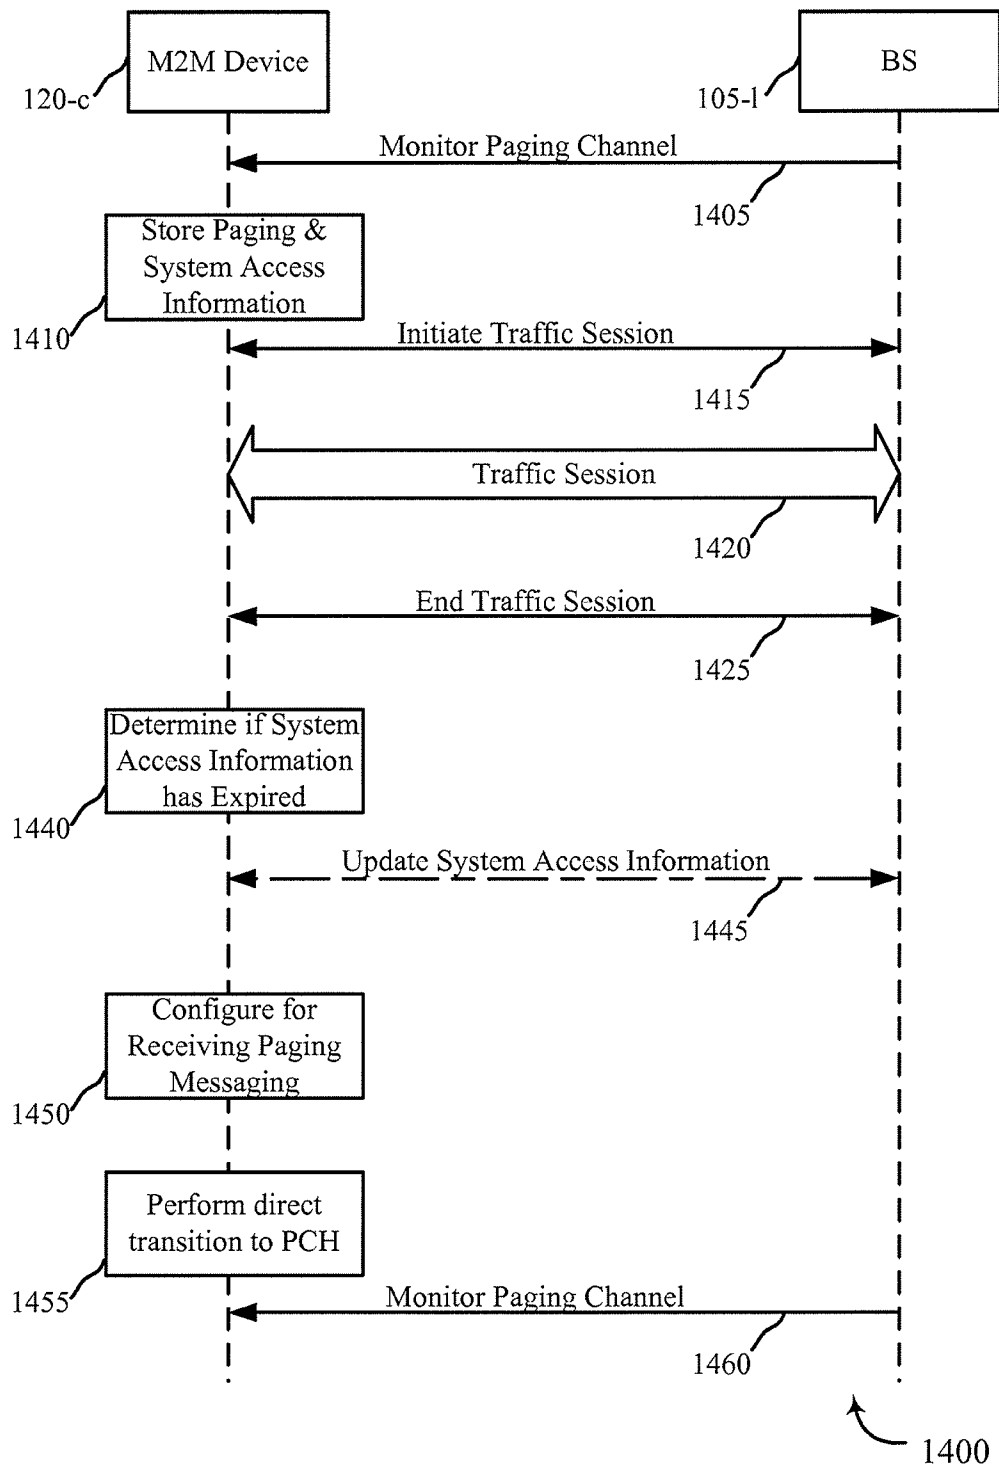 M2M Device
BS
120-c
105-l
Monitor Paging Channel
1405
Store Paging &
System Access
Information
1410
Initiate Traffic Session
1415
Traffic Session
1420
End Traffic Session
1425
Determine if System
Access Information
has Expired
1440
Update System Access Information
1445
Configure for
Receiving Paging
Messaging
1450
Perform direct
transition to PCH
1455
Monitor Paging Channel
1460
1400